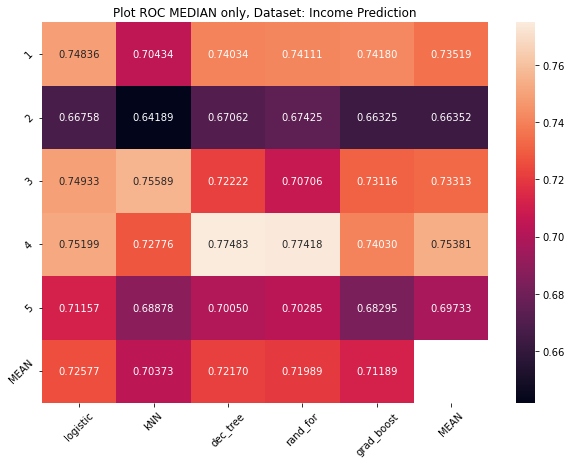 Plot ROC MEDIAN only, Dataset: Income Prediction
1 0.74836 0.70434 0.74034 0.74111 0.74180 0.73519
2 0.66758 0.64189 0.67062 0.67425 0.66325 0.66352
3 0.74933 0.75589 0.72222 0.70706 0.73116 0.73313
4 0.75199 0.72776 0.77483 0.77418 0.74030 0.75381
5 0.71157 0.68878 0.70050 0.70285 0.68295 0.69733
MEAN 0.72577 0.70373 0.72170 0.71989 0.71189
logistic kNN dec_tree rand_for grad_boost MEAN
0.76
0.74
0.72
0.70
0.68
0.66